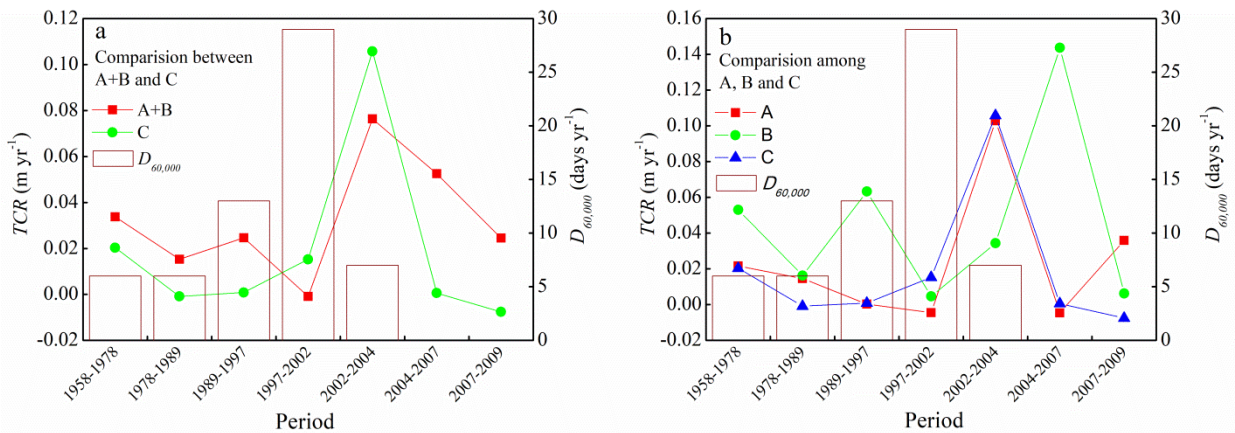 a
Comparision between
A+B and C
A+B
C
D60,000
0.12
0.10
0.08
0.06
0.04
0.02
0.00
-0.02
TCR (m yr-1)
30
25
20
15
10
5
0
D60,000 (days yr-1)
1958-1978
1978-1989
1989-1997
1997-2002
2002-2004
2004-2007
2007-2009
Period
b
Comparision among
A, B and C
A
B
C
D60,000
0.16
0.14
0.12
0.10
0.08
0.06
0.04
0.02
0.00
-0.02
TCR (m yr-1)
30
25
20
15
10
5
0
D60,000 (days yr-1)
1958-1978
1978-1989
1989-1997
1997-2002
2002-2004
2004-2007
2007-2009
Period